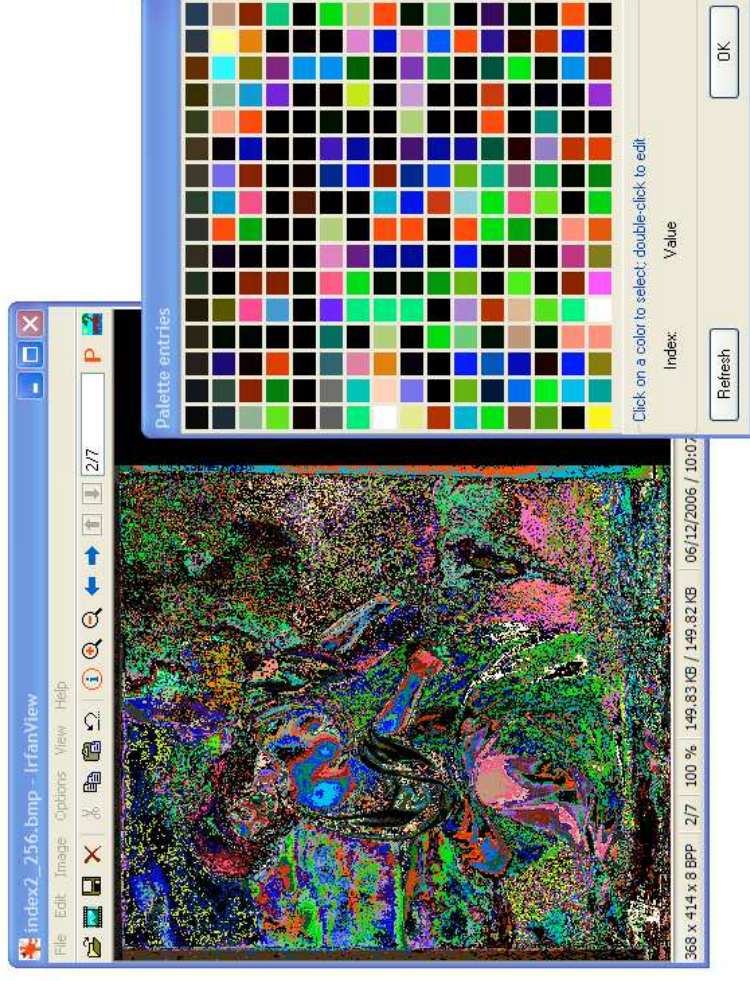 index2_256.bmp - IrfanView
File Edit Image Options View Help
2/7
368 x 414 x 8 BPP 2/7 100 % 149.83 KB / 149.82 KB 06/12/2006 / 10:07
Palette entries
Click on a color to select; double-click to edit
Index: Value
Refresh OK